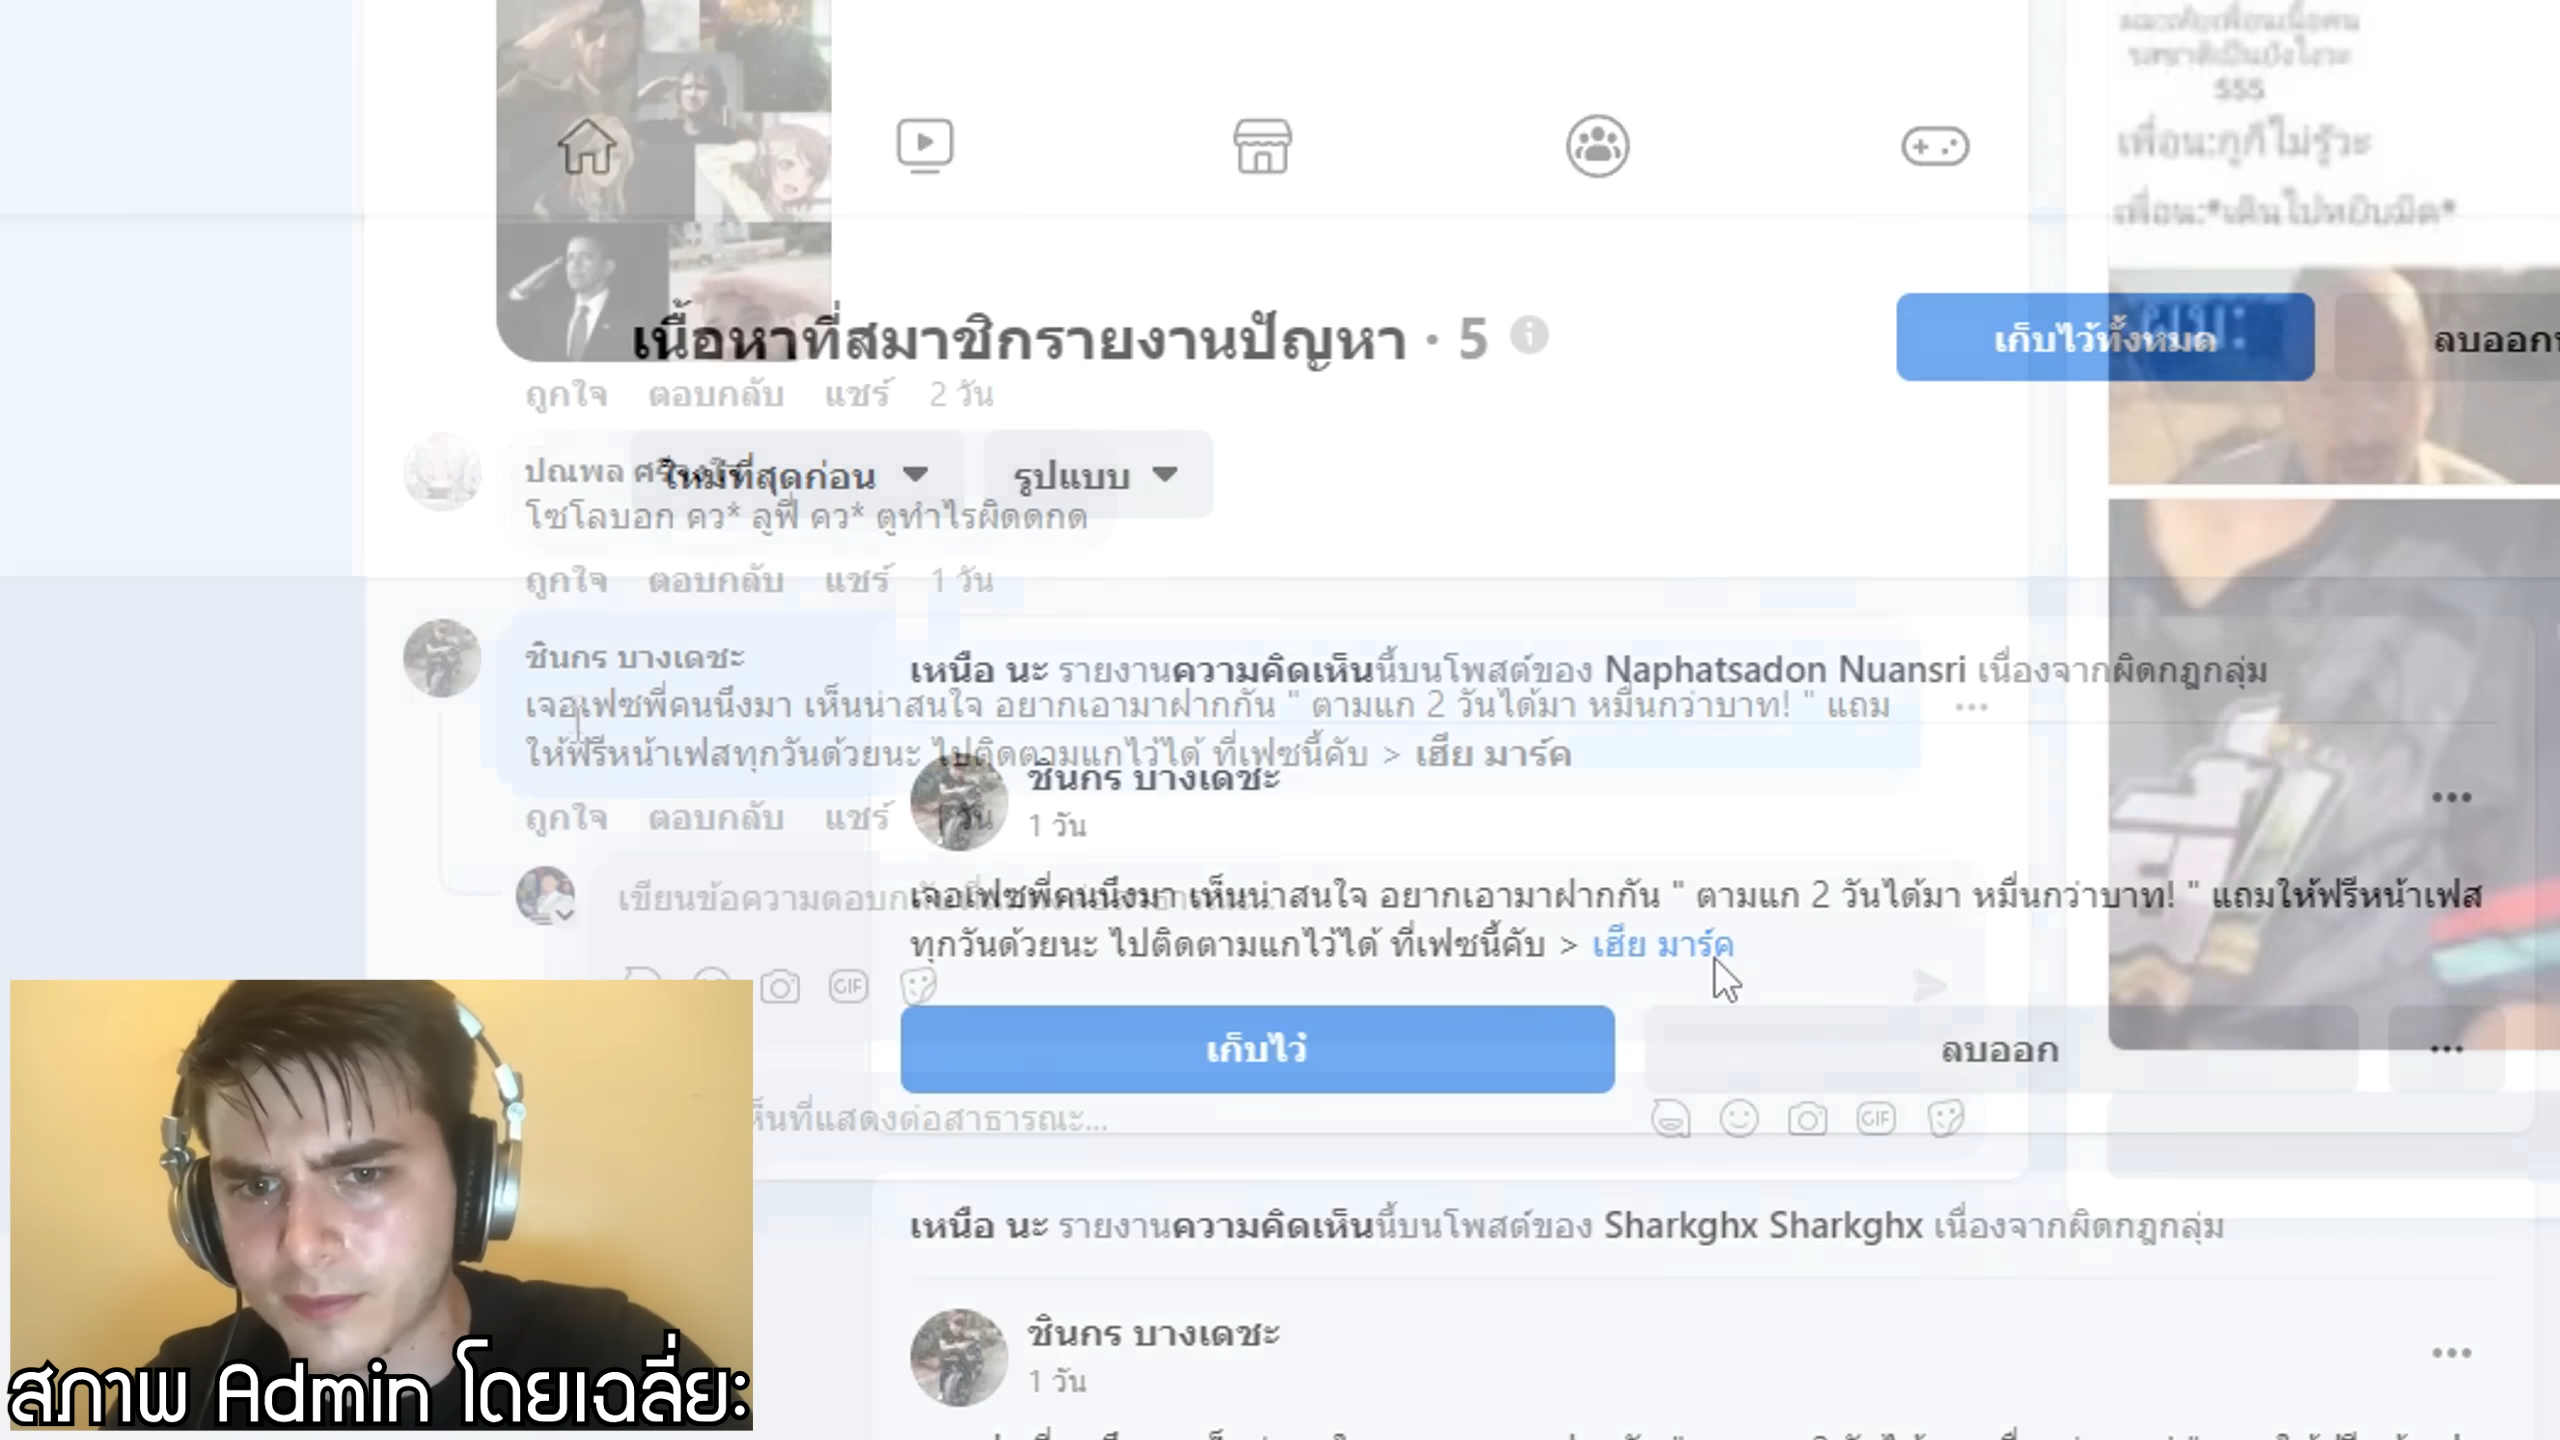 555
เพื่อน:กูก็ไม่รู้วะ
เพื่อน:*เดินไปหยิบมีด*
เนื้อหาที่สมาชิกรายงานปัญหา · 5
เก็บไว้ทั้งหมด
ลบออก
ถูกใจ ตอบกลับ แชร์ 2 วัน
ใหม่ที่สุดก่อน
รูปแบบ
ปณพล
โซโลบอก คว* ลูฟี่ คว* ตูทำไรผิดดกด
ถูกใจ ตอบกลับ แชร์ 1 วัน
ชินกร บางเดชะ
เจอเฟซพี่คนนึงมา เห็นน่าสนใจ อยากเอามาฝากกัน " ตามแก 2 วันได้มา หมื่นกว่าบาท! " แถม
ให้ฟรีหน้าเฟสทุกวันด้วยนะ ไปติดตามแกไว้ได้ ที่เฟซนี้คับ > เฮีย มาร์ค
ถูกใจ ตอบกลับ แชร์
เหนือ นะ รายงานความคิดเห็นนี้บนโพสต์ของ Naphatsadon Nuansri เนื่องจากผิดกฎกลุ่ม
ชินกร บางเดชะ
1 วัน
เจอเฟซพี่คนนึงมา เห็นน่าสนใจ อยากเอามาฝากกัน " ตามแก 2 วันได้มา หมื่นกว่าบาท! " แถมให้ฟรีหน้าเฟส
ทุกวันด้วยนะ ไปติดตามแกไว้ได้ ที่เฟซนี้คับ > เฮีย มาร์ค
เขียนข้อความตอบ
GIF
เก็บไว้
ลบออก
ห็นที่แสดงต่อสาธารณะ...
GIF
เหนือ นะ รายงานความคิดเห็นนี้บนโพสต์ของ Sharkghx Sharkghx เนื่องจากผิดกฎกลุ่ม
ชินกร บางเดชะ
1 วัน
สภาพ Admin โดยเฉลี่ยะ